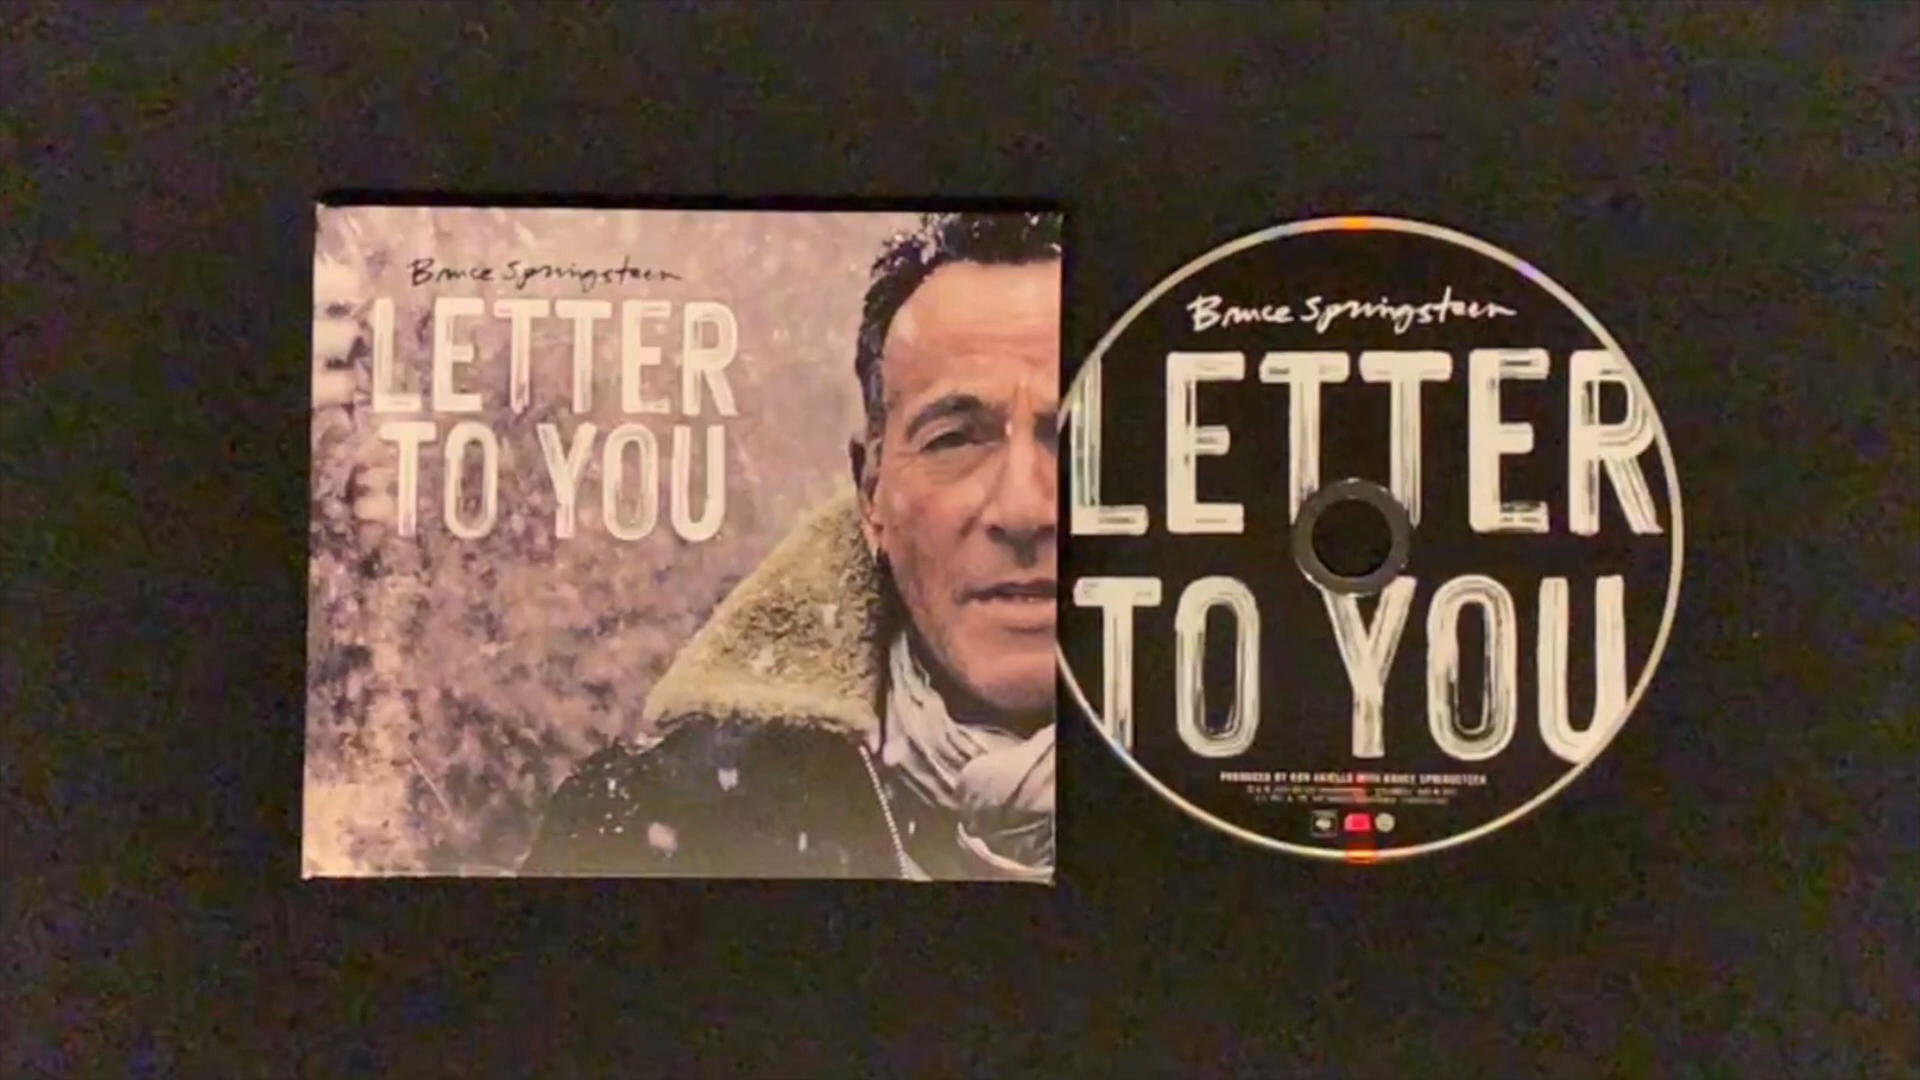 Bruce Springsteen
LETTER
TO YOU
Bruce Springsteen
LETTER
TO YOU
PRODUCED BY RON ANIELLO WITH BRUCE SPRINGSTEEN